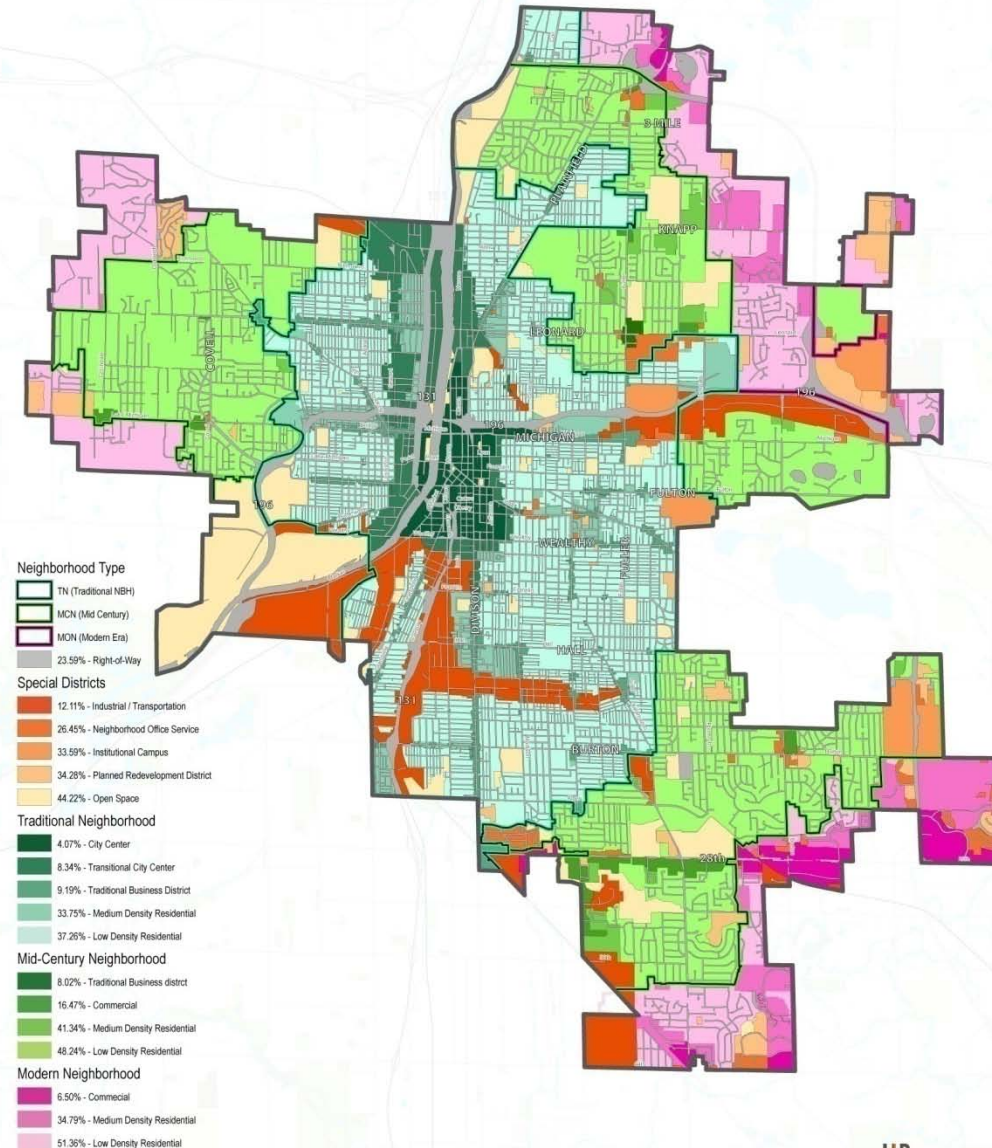 3-MILE
PLAINFIELD
KNAPP
COVELL
LEONARD
131
196
196
MICHIGAN
196
FULTON
WEALTHY
FULLER
DIVISION
HALL
131
BURTON
28th
Neighborhood Type
TN (Traditional NBH)
MCN (Mid Century)
MON (Modern Era)
23.59% - Right-of-Way
Special Districts
12.11% - Industrial / Transportation
26.45% - Neighborhood Office Service
33.59% - Institutional Campus
34.28% - Planned Redevelopment District
44.22% - Open Space
Traditional Neighborhood
4.07% - City Center
8.34% - Transitional City Center
9.19% - Traditional Business District
33.75% - Medium Density Residential
37.26% - Low Density Residential
Mid-Century Neighborhood
8.02% - Traditional Business distrct
16.47% - Commercial
41.34% - Medium Density Residential
48.24% - Low Density Residential
Modern Neighborhood
6.50% - Commecial
34.79% - Medium Density Residential
51.36% - Low Density Residential